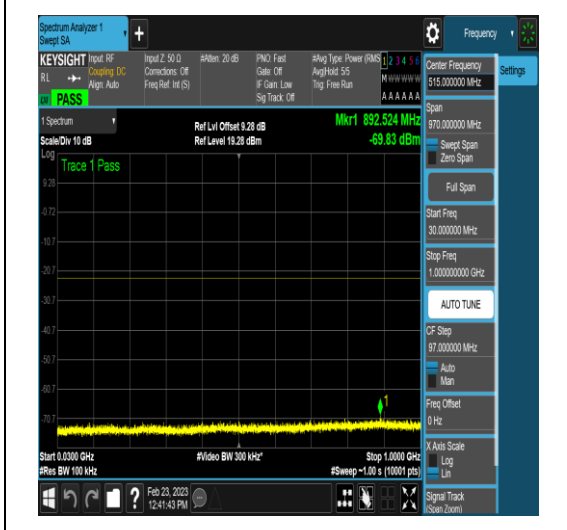 Spectrum Analyzer 1
Swept SA
+
Frequency
KEYSIGHT
Input: RF
Input Z: 50 Ω
#Atten: 20 dB
PNO: Fast
#Avg Type: Power (RMS
1 2 3 4 5 6
RL
Coupling: DC
Corrections: Off
Gate: Off
Avg|Hold: 5/5
M W W W W W
Align: Auto
Freq Ref: Int (S)
IF Gain: Low
Trig: Free Run
Sig Track: Off
A A A A A A
PASS
1 Spectrum
Ref Lvl Offset 9.28 dB
Mkr1 892.524 MHz
Scale/Div 10 dB
Ref Level 19.28 dBm
-69.83 dBm
Log
Trace 1 Pass
9.28
-0.72
-10.7
-20.7
-30.7
-40.7
-50.7
-60.7
-70.7
1
Start 0.0300 GHz
#Video BW 300 kHz*
Stop 1.0000 GHz
#Res BW 100 kHz
#Sweep ~1.00 s (10001 pts)
?
Feb 23, 2023
12:41:43 PM
Center Frequency
515.000000 MHz
Settings
Span
970.000000 MHz
Swept Span
Zero Span
Full Span
Start Freq
30.000000 MHz
Stop Freq
1.000000000 GHz
AUTO TUNE
CF Step
97.000000 MHz
Auto
Man
Freq Offset
0 Hz
X Axis Scale
Log
Lin
Signal Track
(Span Zoom)